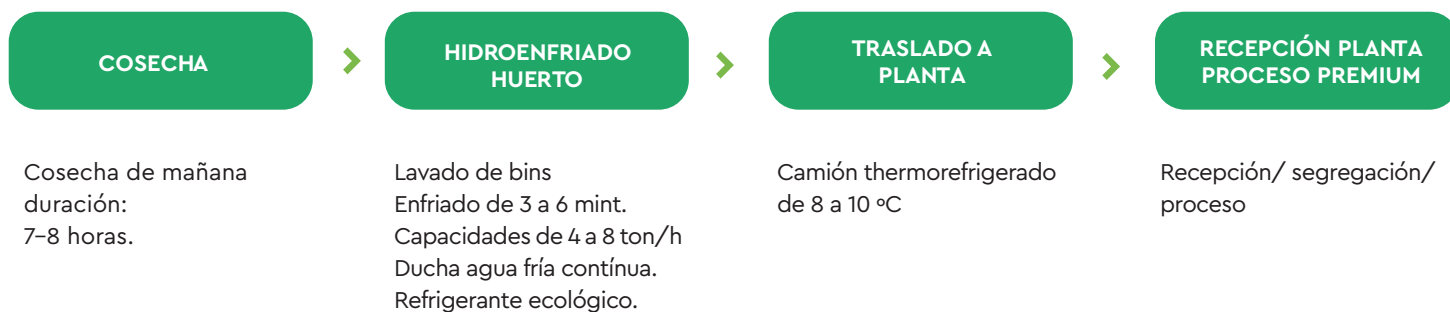 COSECHA
HIDROENFRIADO
HUERTO
TRASLADO A
PLANTA
RECEPCIÓN PLANTA
PROCESO PREMIUM
Cosecha de mañana
duración:
7-8 horas.
Lavado de bins
Enfriado de 3 a 6 mint.
Capacidades de 4 a 8 ton/h
Ducha agua fría contínua.
Refrigerante ecológico.
Camión thermorefrigerado
de 8 a 10 ºC
Recepción/ segregación/
proceso